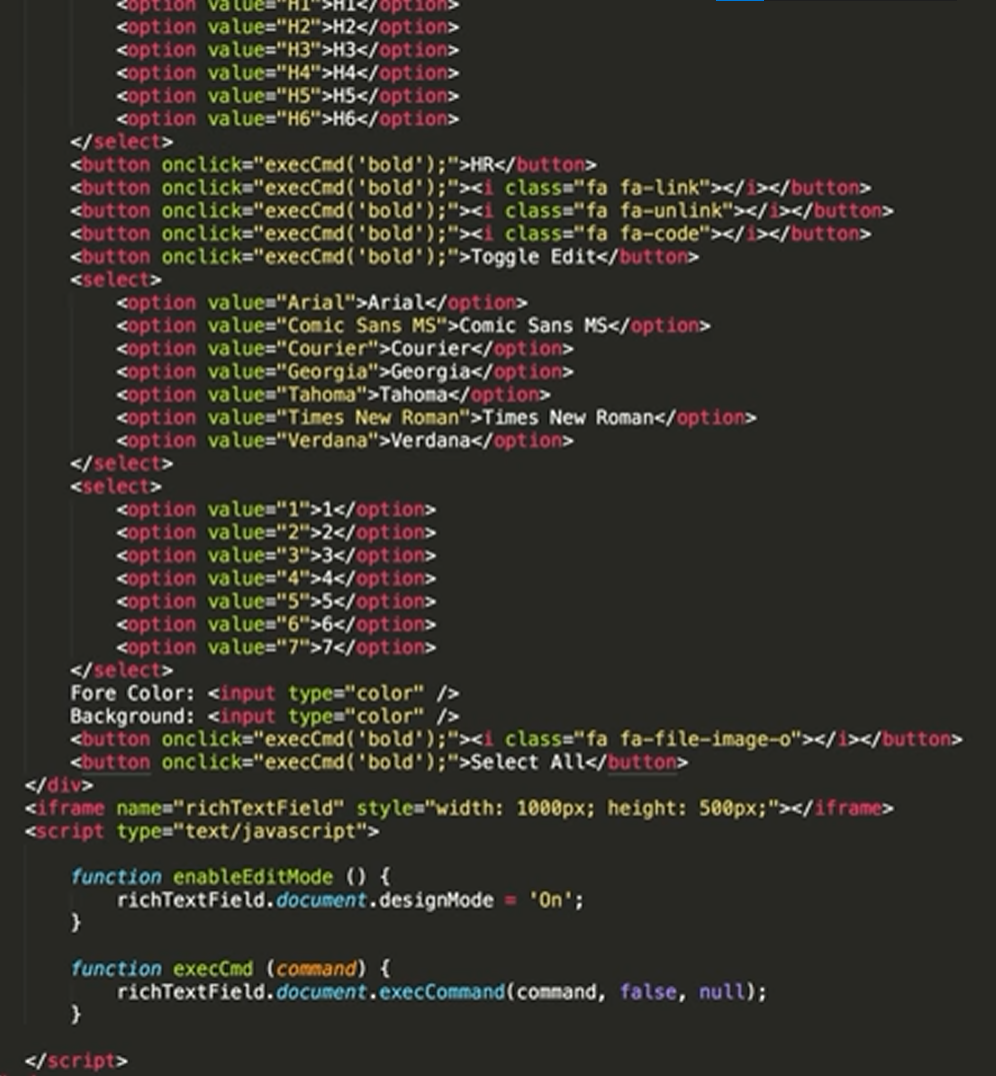 <option value="H1">H1</option>
<option value="H2">H2</option>
<option value="H3">H3</option>
<option value="H4">H4</option>
<option value="H5">H5</option>
<option value="H6">H6</option>
</select>
<button onclick="execCmd('bold');">HR</button>
<button onclick="execCmd('bold');"><i class="fa fa-link"></i></button>
<button onclick="execCmd('bold');"><i class="fa fa-unlink"></i></button>
<button onclick="execCmd('bold');"><i class="fa fa-code"></i></button>
<button onclick="execCmd('bold');">Toggle Edit</button>
<select>
<option value="Arial">Arial</option>
<option value="Comic Sans MS">Comic Sans MS</option>
<option value="Courier">Courier</option>
<option value="Georgia">Georgia</option>
<option value="Tahoma">Tahoma</option>
<option value="Times New Roman">Times New Roman</option>
<option value="Verdana">Verdana</option>
</select>
<select>
<option value="1">1</option>
<option value="2">2</option>
<option value="3">3</option>
<option value="4">4</option>
<option value="5">5</option>
<option value="6">6</option>
<option value="7">7</option>
</select>
Fore Color: <input type="color" />
Background: <input type="color" />
<button onclick="execCmd('bold');"><i class="fa fa-file-image-o"></i></button>
<button onclick="execCmd('bold');">Select All</button>
</div>
<iframe name="richTextField" style="width: 1000px; height: 500px;"></iframe>
<script type="text/javascript">
function enableEditMode () {
richTextField.document.designMode = 'On';
}
function execCmd (command) {
richTextField.document.execCommand(command, false, null);
}
</script>